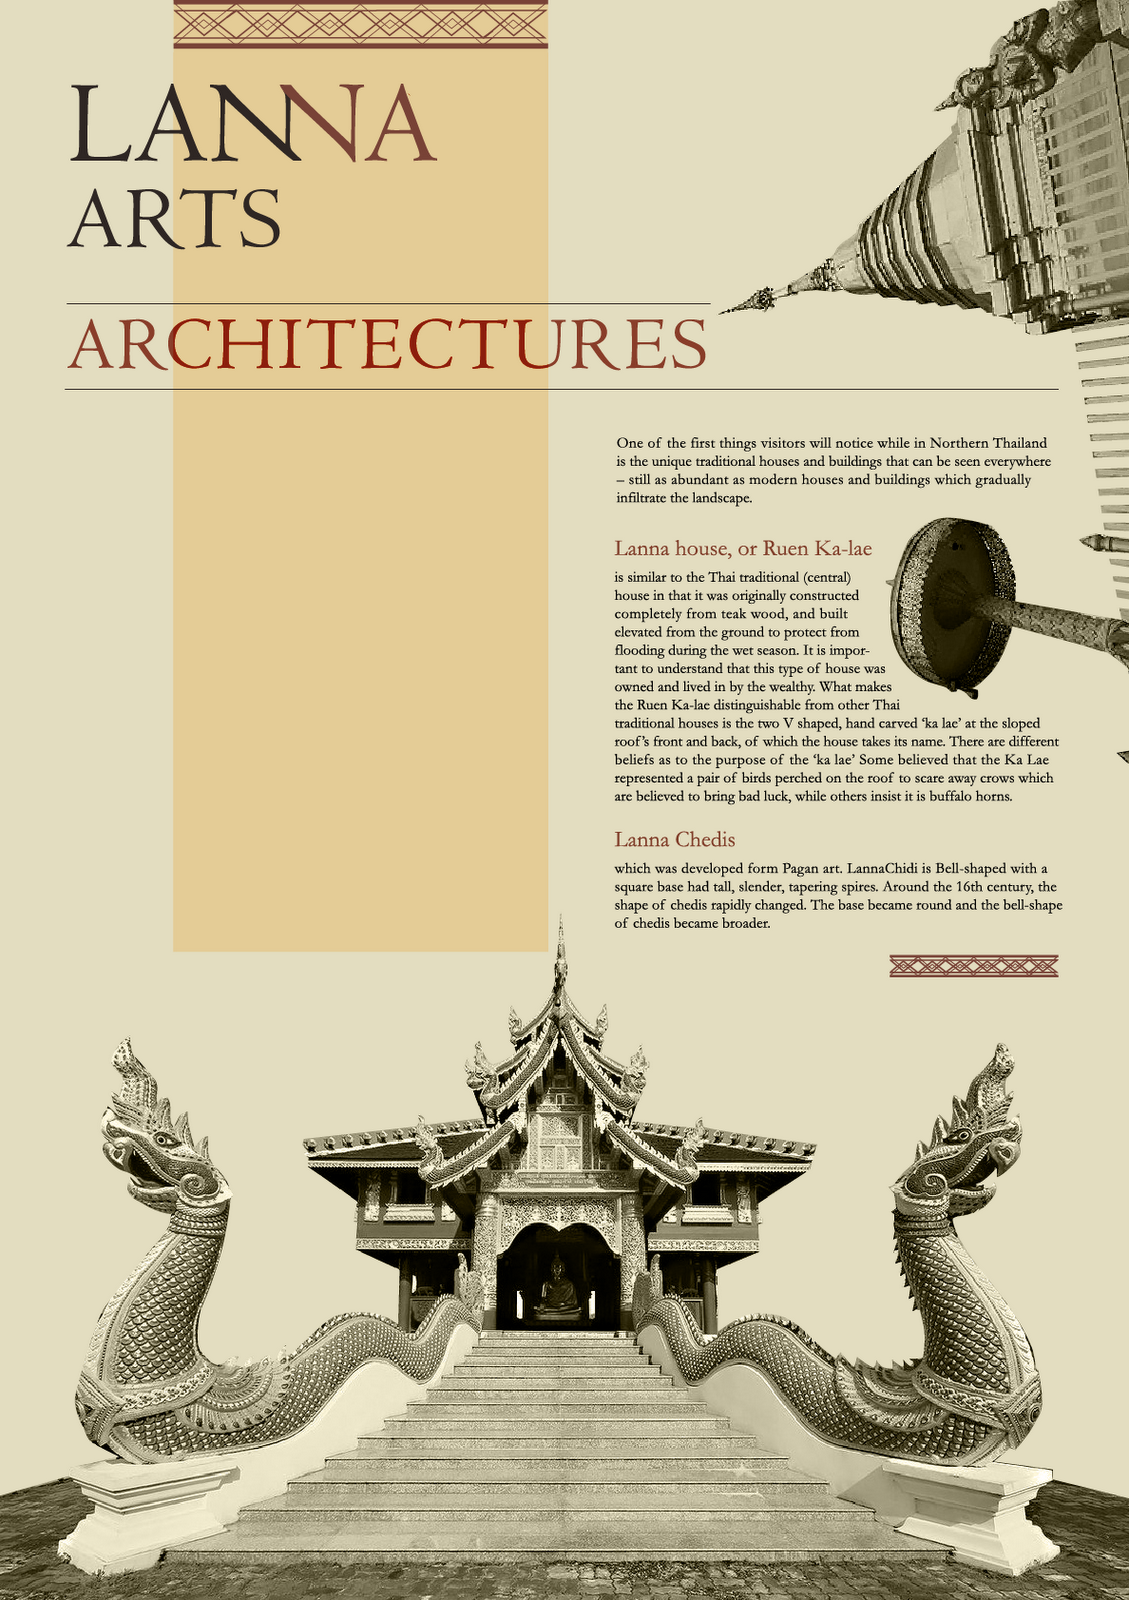 LANNA
ARTS
ARCHITECTURES
One of the first things visitors will notice while in Northern Thailand
is the unique traditional houses and buildings that can be seen everywhere
– still as abundant as modern houses and buildings which gradually
infiltrate the landscape.
Lanna house, or Ruen Ka-lae
is similar to the Thai traditional (central)
house in that it was originally constructed
completely from teak wood, and built
elevated from the ground to protect from
flooding during the wet season. It is impor-
tant to understand that this type of house was
owned and lived in by the wealthy. What makes
the Ruen Ka-lae distinguishable from other Thai
traditional houses is the two V shaped, hand carved ‘ka lae’ at the sloped
roof’s front and back, of which the house takes its name. There are different
beliefs as to the purpose of the ‘ka lae’ Some believed that the Ka Lae
represented a pair of birds perched on the roof to scare away crows which
are believed to bring bad luck, while others insist it is buffalo horns.
Lanna Chedis
which was developed form Pagan art. LannaChidi is Bell-shaped with a
square base had tall, slender, tapering spires. Around the 16th century, the
shape of chedis rapidly changed. The base became round and the bell-shape
of chedis became broader.